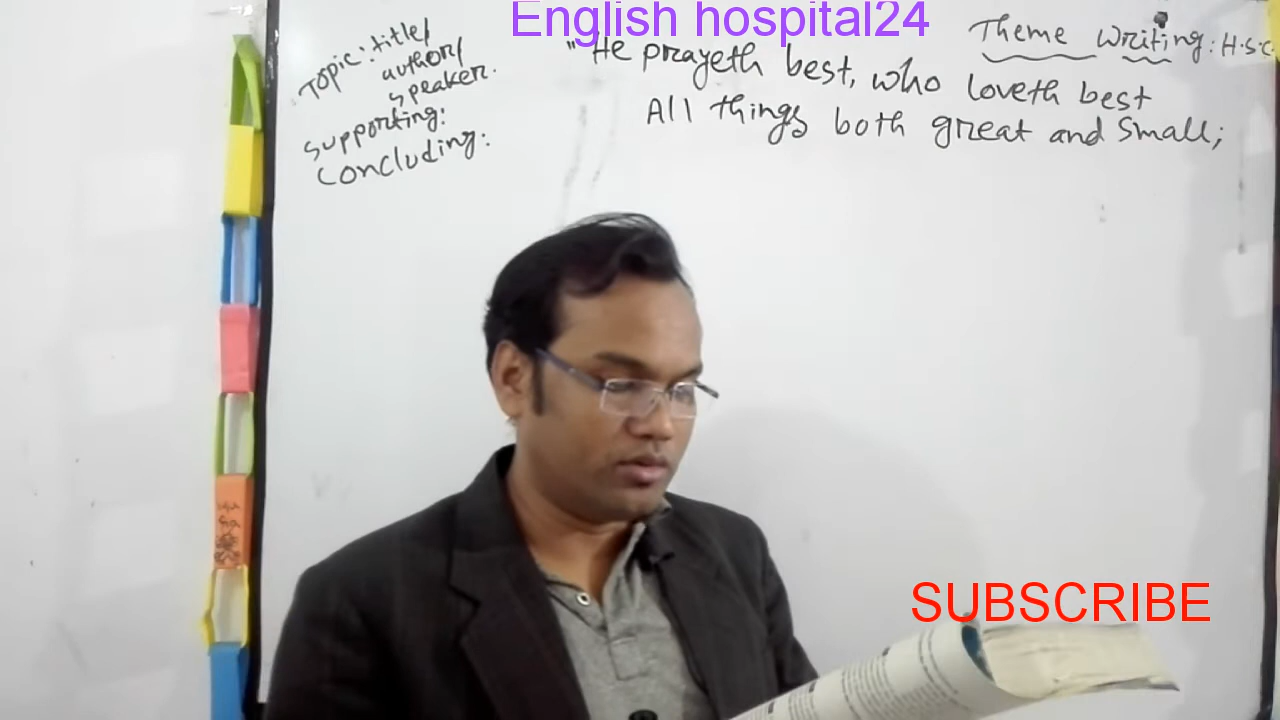 English hospital24
Theme Writing: H.S.C
Topic: title/
author/
speaker.
Supporting:
Concluding:
"He prayeth best, who loveth best
All things both great and small;
SUBSCRIBE